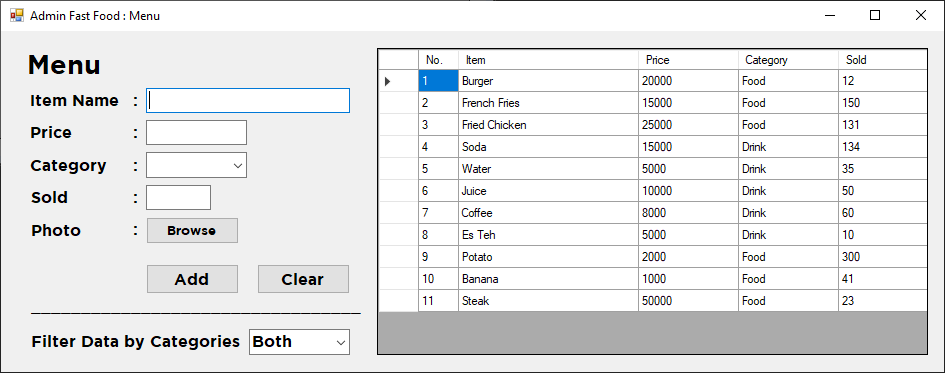 Admin Fast Food : Menu
Menu
Item Name :
Price :
Category :
Sold :
Photo : Browse
Add Clear
Filter Data by Categories Both
No. Item Price Category Sold
1 Burger 20000 Food 12
2 French Fries 15000 Food 150
3 Fried Chicken 25000 Food 131
4 Soda 15000 Drink 134
5 Water 5000 Drink 35
6 Juice 10000 Drink 50
7 Coffee 8000 Drink 60
8 Es Teh 5000 Drink 10
9 Potato 2000 Food 300
10 Banana 1000 Food 41
11 Steak 50000 Food 23